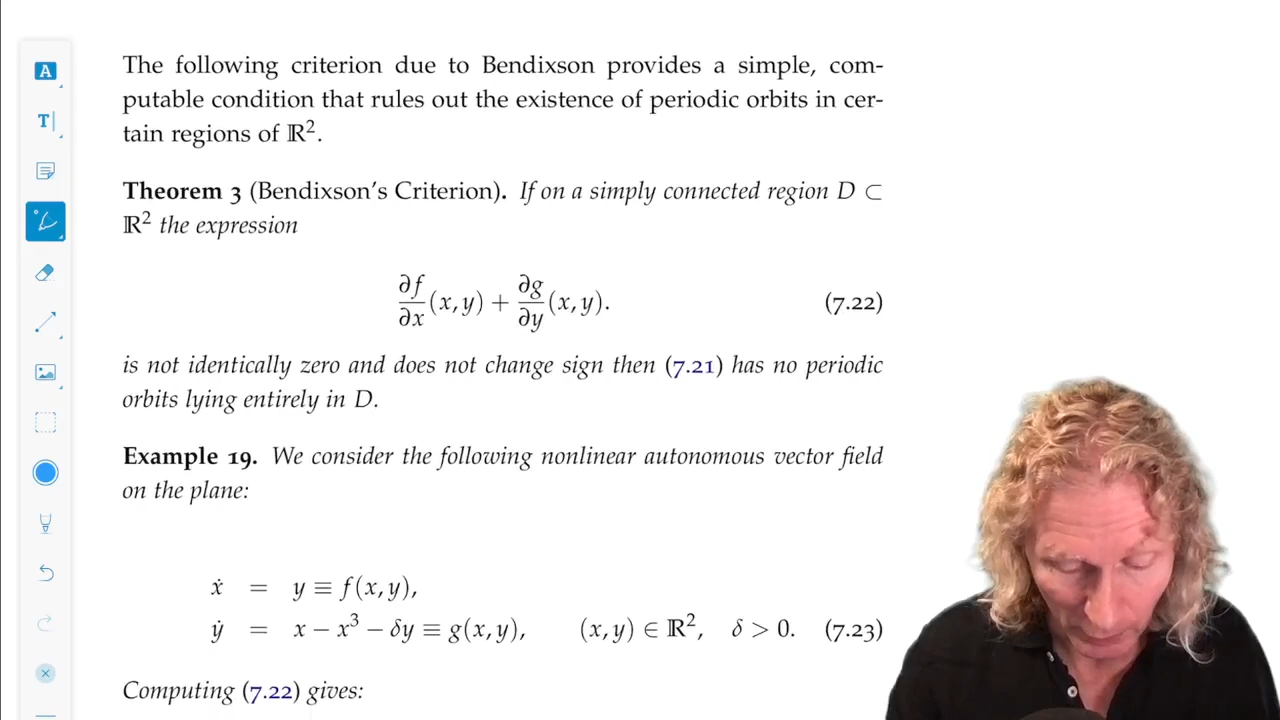 The following criterion due to Bendixson provides a simple, com-
putable condition that rules out the existence of periodic orbits in cer-
tain regions of ℝ².
Theorem 3 (Bendixson's Criterion). If on a simply connected region D ⊂
ℝ² the expression
∂f/∂x (x, y) + ∂g/∂y (x, y). (7.22)
is not identically zero and does not change sign then (7.21) has no periodic
orbits lying entirely in D.
Example 19. We consider the following nonlinear autonomous vector field
on the plane:
ẋ = y ≡ f(x, y),
ẏ = x − x³ − δy ≡ g(x, y), (x, y) ∈ ℝ², δ > 0. (7.23)
Computing (7.22) gives:
A
T